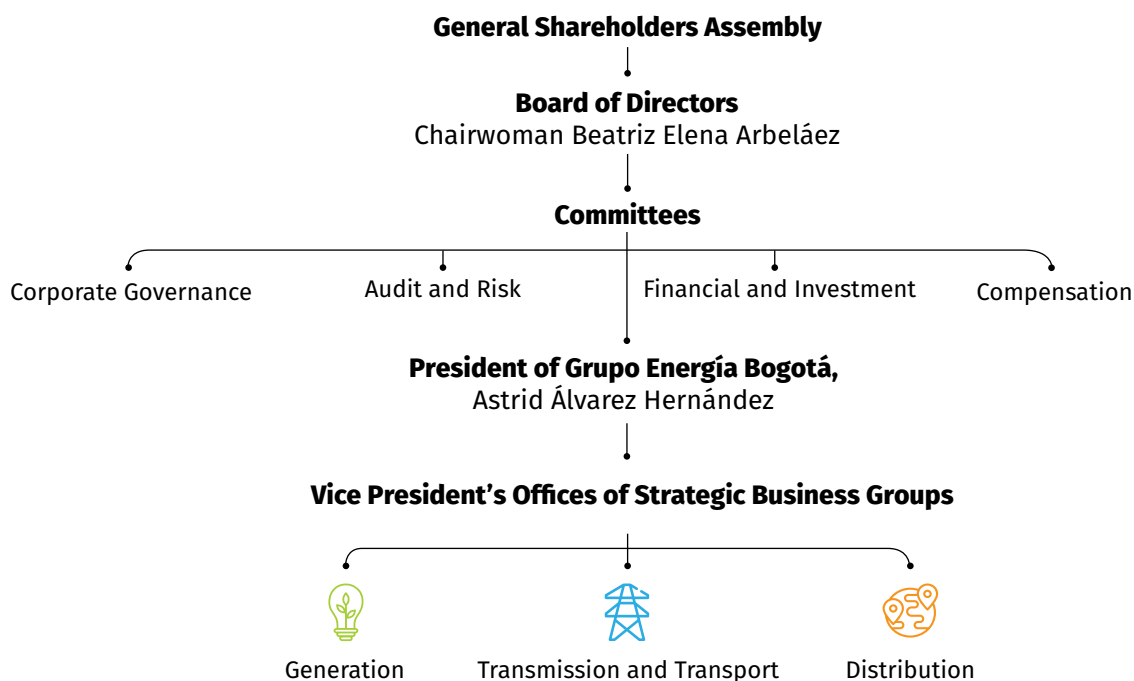 General Shareholders Assembly
Board of Directors
Chairwoman Beatriz Elena Arbeláez
Committees
Corporate Governance
Audit and Risk
Financial and Investment
Compensation
President of Grupo Energía Bogotá,
Astrid Álvarez Hernández
Vice President’s Offices of Strategic Business Groups
Generation
Transmission and Transport
Distribution